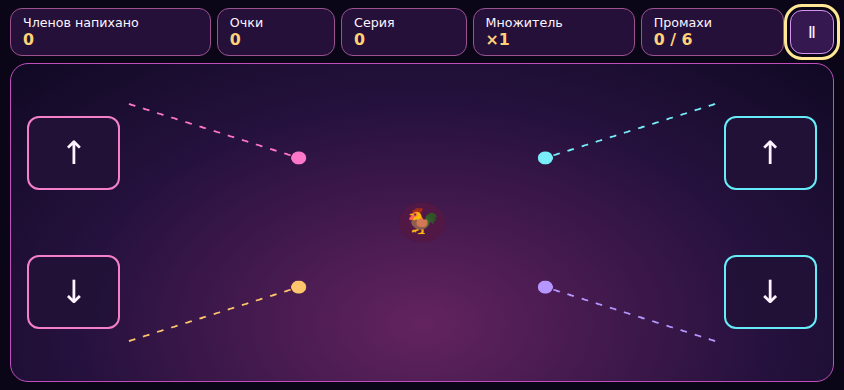 Членов напихано
0
Очки
0
Серия
0
Множитель
×1
Промахи
0 / 6
⏸
↑
↑
↓
↓